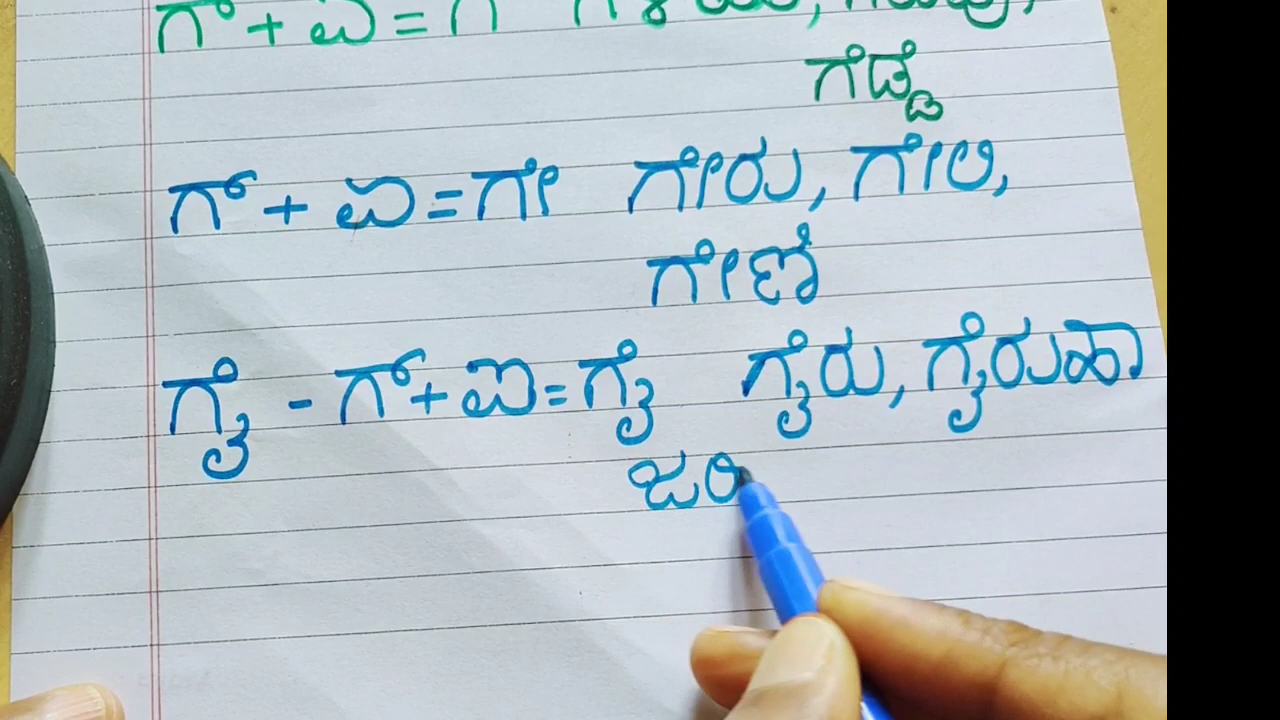 ಗ್ + ಎ = ಗೆ ಗೆಳೆಯ, ಗೆಲುವು,
ಗೆಡ್ಡೆ
ಗ್ + ಏ = ಗೇ ಗೇರು, ಗೇಲಿ,
ಗೇಣಿ
ಗೈ - ಗ್ + ಐ = ಗೈ ಗೈರು, ಗೈರುಹಾ
ಜರಿ